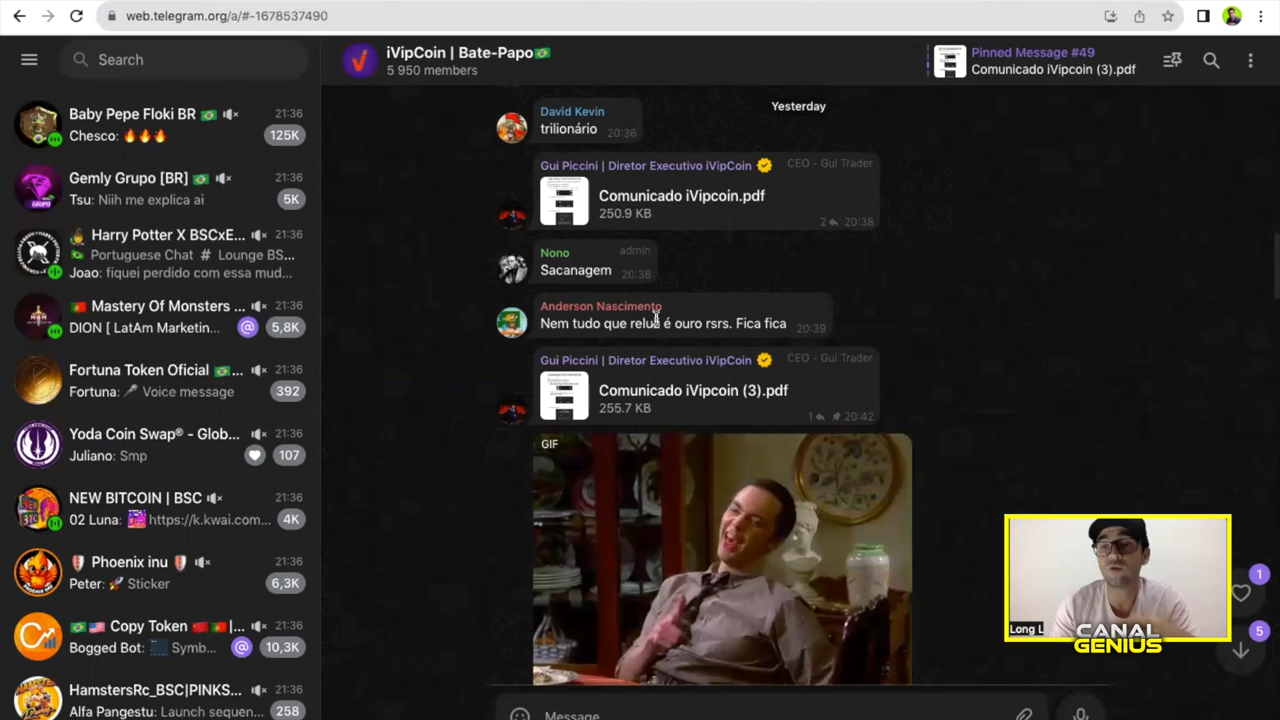 web.telegram.org/a/#-1678537490
Search
Baby Pepe Floki BR 21:36
Chesco: 🔥🔥🔥 125K
Gemly Grupo [BR] 21:36
Tsu: Niih me explica ai 5K
Harry Potter X BSCxE... 21:36
Portuguese Chat # Lounge BS...
Joao: fiquei perdido com essa mud...
Mastery Of Monsters ... 21:36
DION [ LatAm Marketin... @ 5,8K
Fortuna Token Oficial ... 21:36
Fortuna: Voice message 392
Yoda Coin Swap® - Glob... 21:36
Juliano: Smp 107
NEW BITCOIN | BSC 21:36
02 Luna: https://k.kwai.com... 4K
Phoenix inu 21:36
Peter: 🚀 Sticker 6,3K
Copy Token |... 21:36
Bogged Bot: Symb... @ 10,3K
HamstersRc_BSC|PINKS... 21:36
Alfa Pangestu: Launch sequen... 258
iVipCoin | Bate-Papo
5 950 members
Pinned Message #49
Comunicado iVipcoin (3).pdf
Yesterday
David Kevin
trilionário 20:36
Gui Piccini | Diretor Executivo iVipCoin CEO - Gui Trader
Comunicado iVipcoin.pdf
250.9 KB
2 20:38
Nono admin
Sacanagem 20:38
Anderson Nascimento
Nem tudo que reluz é ouro rsrs. Fica fica 20:39
Gui Piccini | Diretor Executivo iVipCoin CEO - Gui Trader
Comunicado iVipcoin (3).pdf
255.7 KB
1 20:42
GIF
Message
1
5
Long L
CANAL
GENIUS